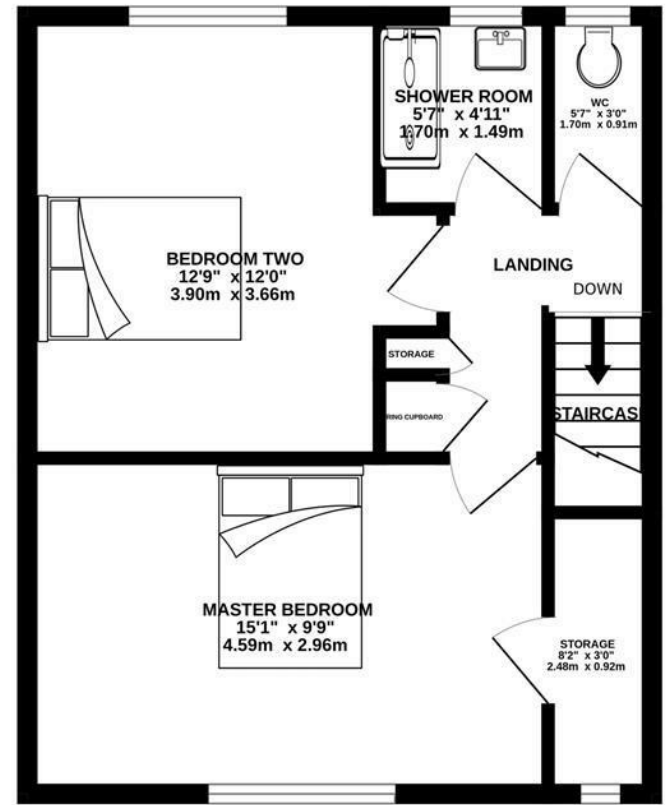 SHOWER ROOM
5'7" x 4'11"
1.70m x 1.49m
WC
5'7" x 3'0"
1.70m x 0.91m
BEDROOM TWO
12'9" x 12'0"
3.90m x 3.66m
LANDING
DOWN
STORAGE
RING CUPBOARD
STAIRCAS
MASTER BEDROOM
15'1" x 9'9"
4.59m x 2.96m
STORAGE
8'2" x 3'0"
2.48m x 0.92m